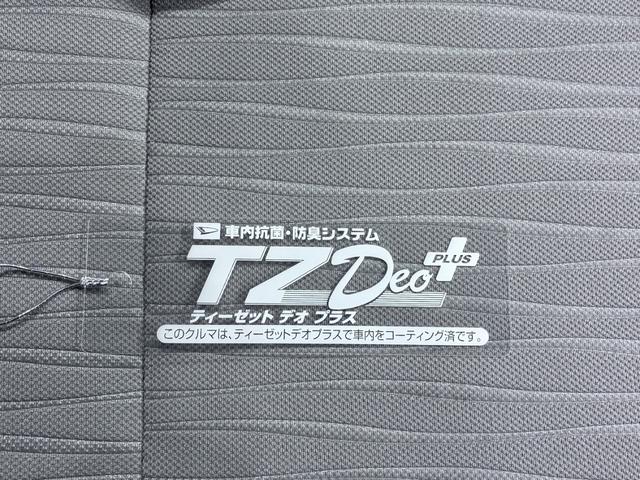 車内抗菌・防臭システム
TZ Deo PLUS
ティーゼット デオ プラス
このクルマは、ティーゼットデオプラスで車内をコーティング済です。